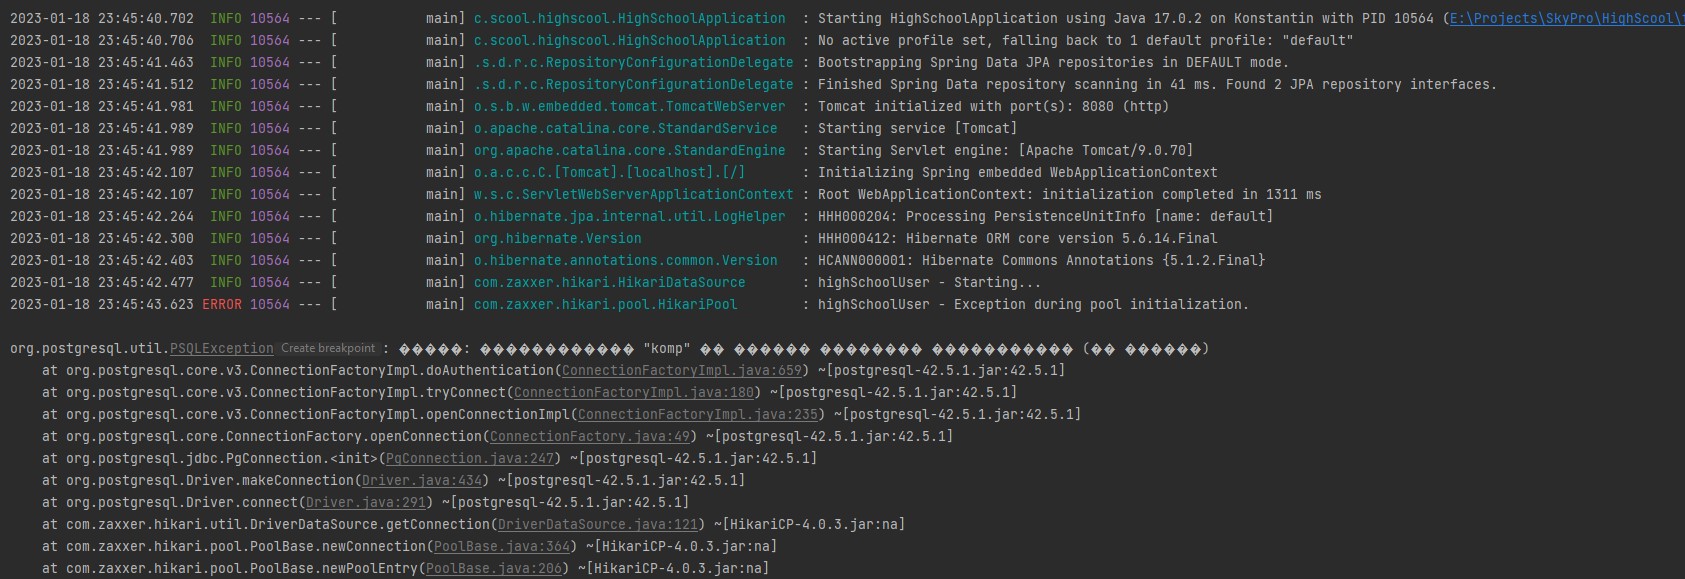 2023-01-18 23:45:40.702  INFO 10564 --- [           main] c.scool.highscool.HighSchoolApplication  : Starting HighSchoolApplication using Java 17.0.2 on Konstantin with PID 10564 (E:\Projects\SkyPro\HighScool\
2023-01-18 23:45:40.706  INFO 10564 --- [           main] c.scool.highscool.HighSchoolApplication  : No active profile set, falling back to 1 default profile: "default"
2023-01-18 23:45:41.463  INFO 10564 --- [           main] .s.d.r.c.RepositoryConfigurationDelegate : Bootstrapping Spring Data JPA repositories in DEFAULT mode.
2023-01-18 23:45:41.512  INFO 10564 --- [           main] .s.d.r.c.RepositoryConfigurationDelegate : Finished Spring Data repository scanning in 41 ms. Found 2 JPA repository interfaces.
2023-01-18 23:45:41.981  INFO 10564 --- [           main] o.s.b.w.embedded.tomcat.TomcatWebServer  : Tomcat initialized with port(s): 8080 (http)
2023-01-18 23:45:41.989  INFO 10564 --- [           main] o.apache.catalina.core.StandardService   : Starting service [Tomcat]
2023-01-18 23:45:41.989  INFO 10564 --- [           main] org.apache.catalina.core.StandardEngine  : Starting Servlet engine: [Apache Tomcat/9.0.70]
2023-01-18 23:45:42.107  INFO 10564 --- [           main] o.a.c.c.C.[Tomcat].[localhost].[/]       : Initializing Spring embedded WebApplicationContext
2023-01-18 23:45:42.107  INFO 10564 --- [           main] w.s.c.ServletWebServerApplicationContext : Root WebApplicationContext: initialization completed in 1311 ms
2023-01-18 23:45:42.264  INFO 10564 --- [           main] o.hibernate.jpa.internal.util.LogHelper  : HHH000204: Processing PersistenceUnitInfo [name: default]
2023-01-18 23:45:42.300  INFO 10564 --- [           main] org.hibernate.Version                    : HHH000412: Hibernate ORM core version 5.6.14.Final
2023-01-18 23:45:42.403  INFO 10564 --- [           main] o.hibernate.annotations.common.Version   : HCANN000001: Hibernate Commons Annotations {5.1.2.Final}
2023-01-18 23:45:42.477  INFO 10564 --- [           main] com.zaxxer.hikari.HikariDataSource       : highSchoolUser - Starting...
2023-01-18 23:45:43.623 ERROR 10564 --- [           main] com.zaxxer.hikari.pool.HikariPool        : highSchoolUser - Exception during pool initialization.
org.postgresql.util.PSQLException Create breakpoint : �����: ������������ "komp" �� ������ ��������� ������������ (�� ������)
    at org.postgresql.core.v3.ConnectionFactoryImpl.doAuthentication(ConnectionFactoryImpl.java:659) ~[postgresql-42.5.1.jar:42.5.1]
    at org.postgresql.core.v3.ConnectionFactoryImpl.tryConnect(ConnectionFactoryImpl.java:180) ~[postgresql-42.5.1.jar:42.5.1]
    at org.postgresql.core.v3.ConnectionFactoryImpl.openConnectionImpl(ConnectionFactoryImpl.java:235) ~[postgresql-42.5.1.jar:42.5.1]
    at org.postgresql.core.ConnectionFactory.openConnection(ConnectionFactory.java:49) ~[postgresql-42.5.1.jar:42.5.1]
    at org.postgresql.jdbc.PgConnection.<init>(PgConnection.java:247) ~[postgresql-42.5.1.jar:42.5.1]
    at org.postgresql.Driver.makeConnection(Driver.java:434) ~[postgresql-42.5.1.jar:42.5.1]
    at org.postgresql.Driver.connect(Driver.java:291) ~[postgresql-42.5.1.jar:42.5.1]
    at com.zaxxer.hikari.util.DriverDataSource.getConnection(DriverDataSource.java:121) ~[HikariCP-4.0.3.jar:na]
    at com.zaxxer.hikari.pool.PoolBase.newConnection(PoolBase.java:364) ~[HikariCP-4.0.3.jar:na]
    at com.zaxxer.hikari.pool.PoolBase.newPoolEntry(PoolBase.java:206) ~[HikariCP-4.0.3.jar:na]